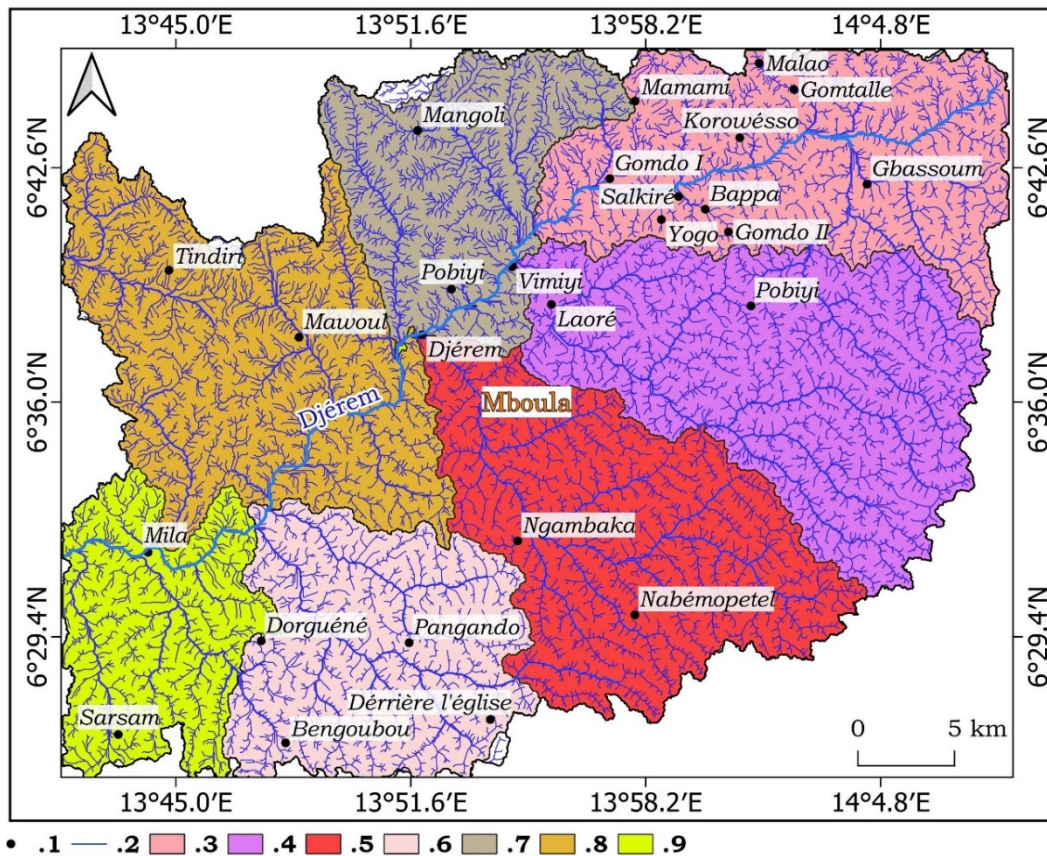 13°45.0'E 13°51.6'E 13°58.2'E 14°4.8'E
Malao
Mamami
Gomtalle
Mangoli
Korowésso
6°42.6'N
6°42.6'N
Gomdo I
Gbassoum
Salkiré
Bappa
Yogo
Gomdo II
Tindiri
Vimiyi
Pobiyi
Pobiyi
Laoré
Mawoul
Djérem
6°36.0'N
Djérem
Mboula
6°36.0'N
Mila
Ngambaka
Nabémopetel
6°29.4'N
Dorguéné
Pangando
6°29.4'N
Sarsam
Dérrière l'église
Bengoubou
0 5 km
13°45.0'E 13°51.6'E 13°58.2'E 14°4.8'E
.1 .2 .3 .4 .5 .6 .7 .8 .9